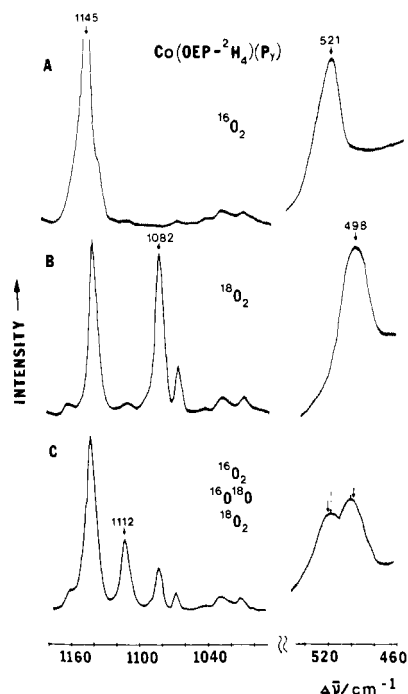 1145
Co(OEP-²H₄)(Py)
521
A
¹⁶O₂
1082
498
B
¹⁸O₂
INTENSITY →
C
¹⁶O₂
¹⁶O¹⁸O
¹⁸O₂
1112
1160 1100 1040 520 460
Δν̄/cm⁻¹